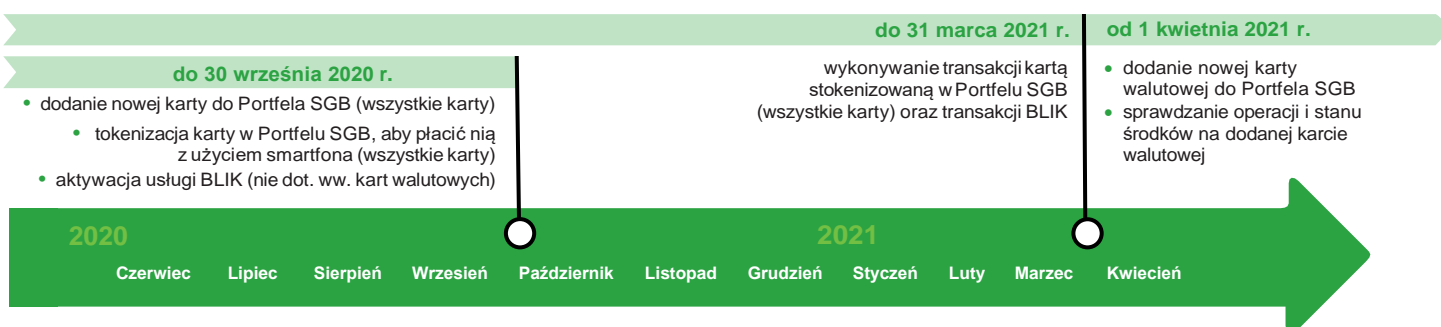 do 31 marca 2021 r.
od 1 kwietnia 2021 r.
do 30 września 2020 r.
• dodanie nowej karty do Portfela SGB (wszystkie karty)
• tokenizacja karty w Portfelu SGB, aby płacić nią
z użyciem smartfona (wszystkie karty)
• aktywacja usługi BLIK (nie dot. ww. kart walutowych)
wykonywanie transakcji kartą
stokenizowaną w Portfelu SGB
(wszystkie karty) oraz transakcji BLIK
• dodanie nowej karty
walutowej do Portfela SGB
• sprawdzanie operacji i stanu
środków na dodanej karcie
walutowej
2020
2021
Czerwiec Lipiec Sierpień Wrzesień Październik Listopad Grudzień Styczeń Luty Marzec Kwiecień